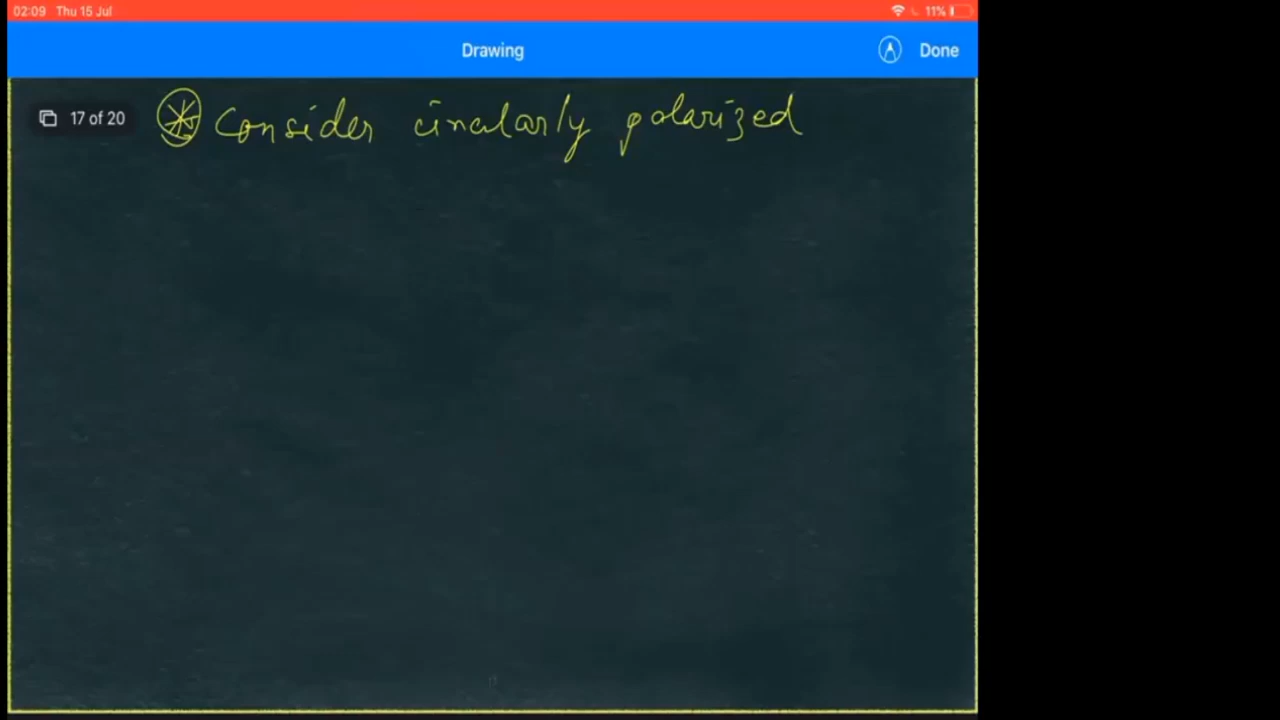 02:09 Thu 15 Jul 11%
Drawing Done
17 of 20 Consider circularly polarized